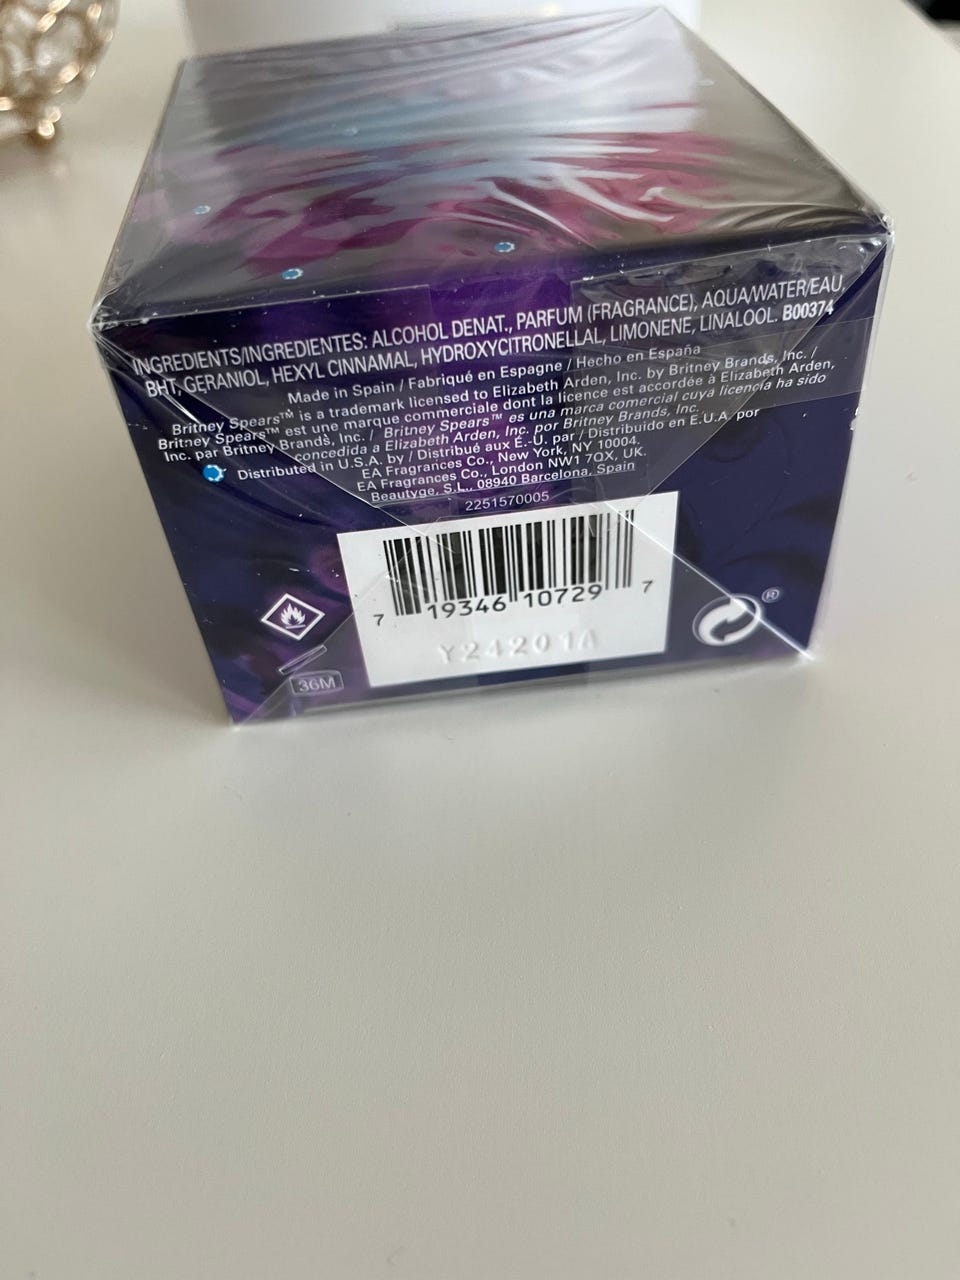 INGREDIENTS/INGREDIENTES: ALCOHOL DENAT., PARFUM (FRAGRANCE), AQUA/WATER/EAU,
BHT, GERANIOL, HEXYL CINNAMAL, HYDROXYCITRONELLAL, LIMONENE, LINALOOL. B00374
Made in Spain / Fabriqué en Espagne / Hecho en España
Britney Spears™ is a trademark licensed to Elizabeth Arden, Inc. by Britney Brands, Inc.
Britney Spears™ est une marque commerciale dont la licence est accordée à Elizabeth Arden,
Inc. par Britney Brands, Inc. / Britney Spears™ es una marca comercial cuya licencia ha sido
concedida a Elizabeth Arden, Inc. por Britney Brands, Inc.
Distributed in U.S.A. by / Distribué aux É.-U. par / Distribuido en E.U.A. por
EA Fragrances Co., New York, NY 10004.
EA Fragrances Co., London NW1 7QX, UK.
Beautyge, S.L., 08940 Barcelona, Spain
2251570005
7 19346 10729 7
Y24201A
36M
®